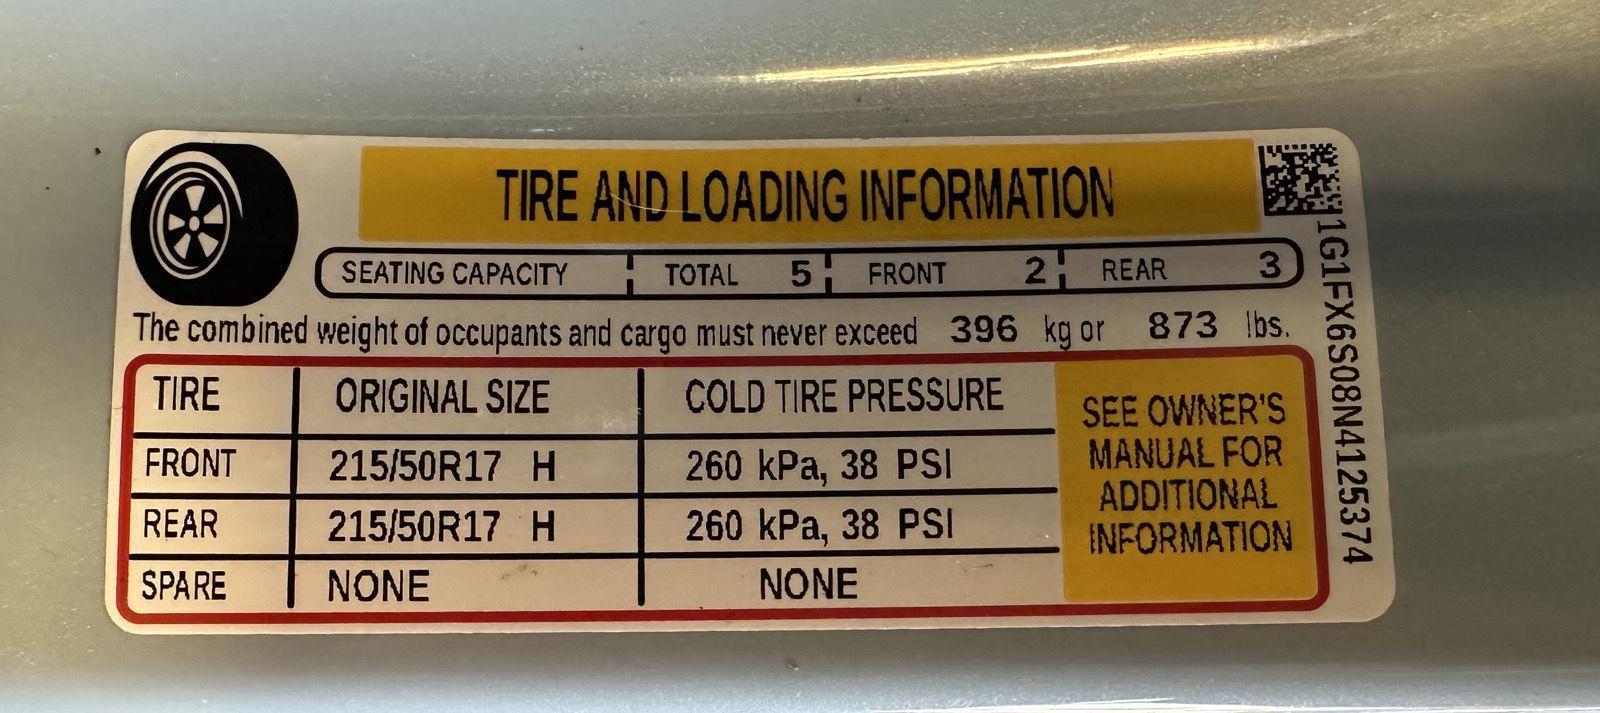 TIRE AND LOADING INFORMATION
SEATING CAPACITY TOTAL 5 FRONT 2 REAR 3
The combined weight of occupants and cargo must never exceed 396 kg or 873 lbs.
TIRE ORIGINAL SIZE COLD TIRE PRESSURE
FRONT 215/50R17 H 260 kPa, 38 PSI
REAR 215/50R17 H 260 kPa, 38 PSI
SPARE NONE NONE
SEE OWNER'S
MANUAL FOR
ADDITIONAL
INFORMATION
1G1FX6S08N4125374